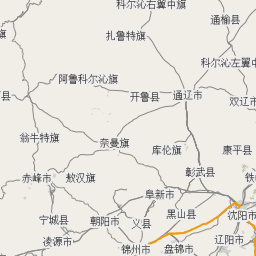 科尔沁右翼中旗
通榆县
扎鲁特旗
科尔沁左翼中
阿鲁科尔沁旗
开鲁县
通辽市
县
双辽市
翁牛特旗
奈曼旗
库伦旗
康平县
赤峰市
敖汉旗
彰武县
阜新市
铁
宁城县
朝阳市
义县
黑山县
沈阳市
凌源市
锦州市
盘锦市
辽阳市